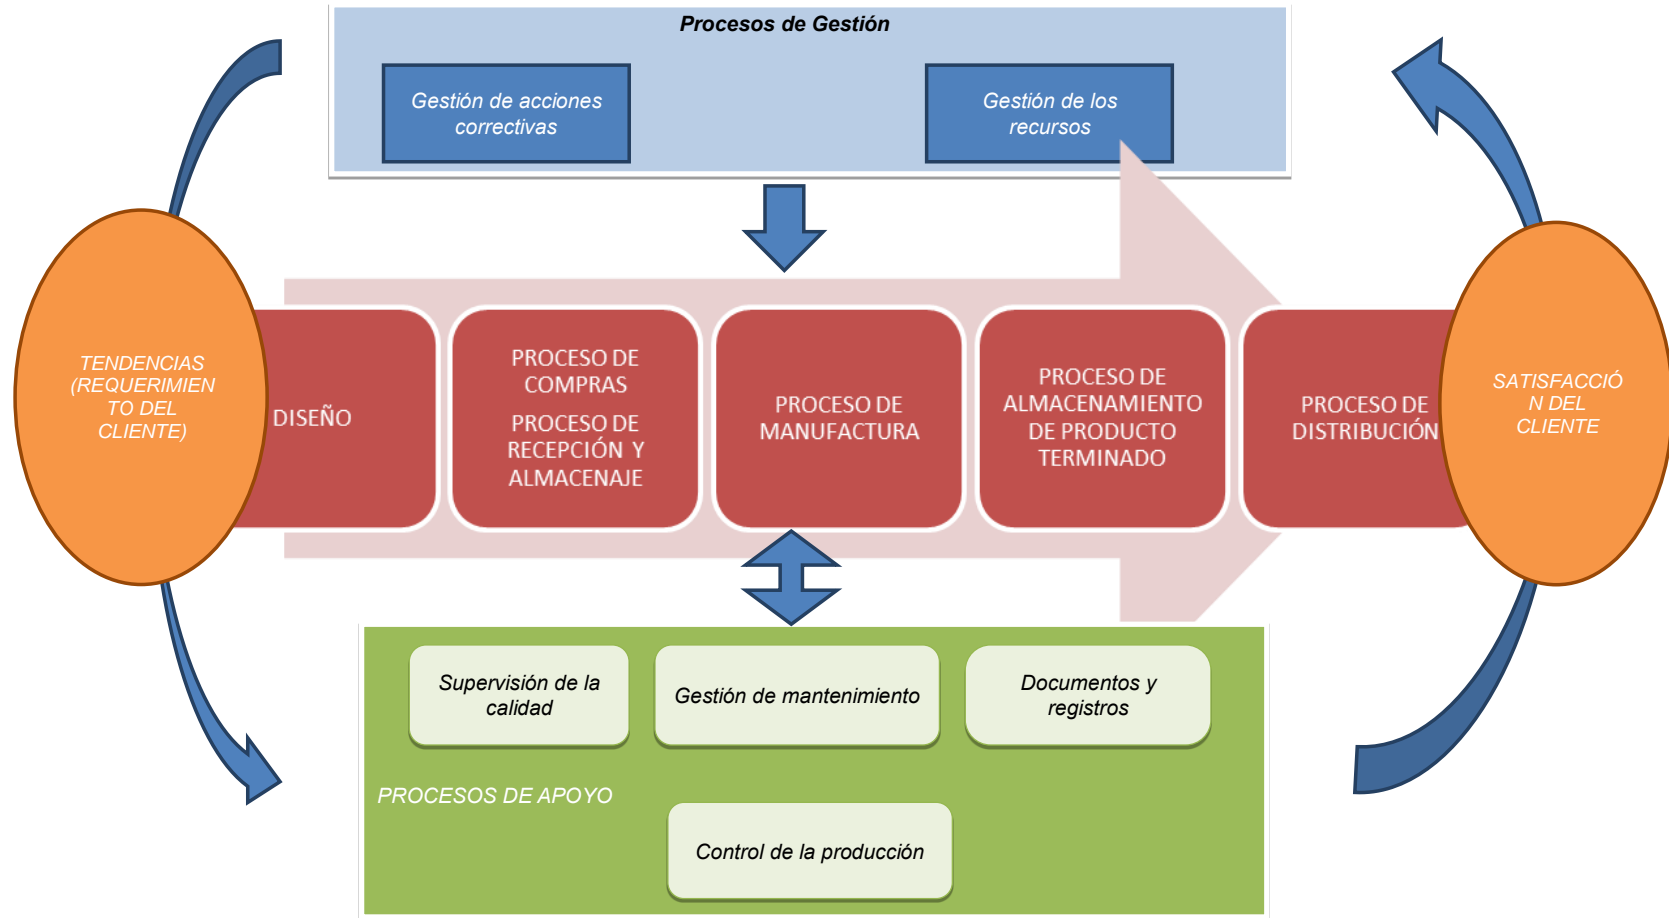 Procesos de Gestión
Gestión de acciones
correctivas
Gestión de los
recursos
TENDENCIAS
(REQUERIMIEN
TO DEL
CLIENTE)
DISEÑO
PROCESO DE
COMPRAS
PROCESO DE
RECEPCIÓN Y
ALMACENAJE
PROCESO DE
MANUFACTURA
PROCESO DE
ALMACENAMIENTO
DE PRODUCTO
TERMINADO
PROCESO DE
DISTRIBUCIÓN
SATISFACCIÓ
N DEL
CLIENTE
Supervisión de la
calidad
Gestión de mantenimiento
Documentos y
registros
PROCESOS DE APOYO
Control de la producción